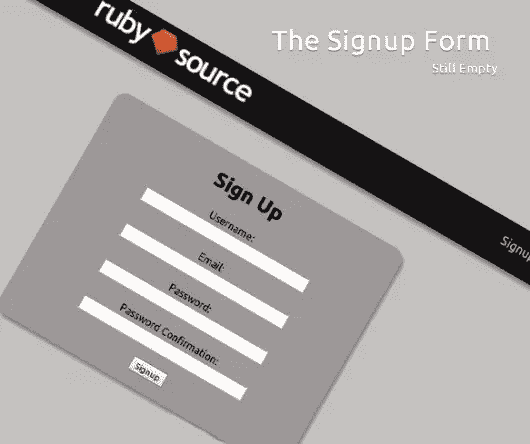 ruby source
The Signup Form
Still Empty
Signup
Sign Up
Username:
Email:
Password:
Password Confirmation:
Signup